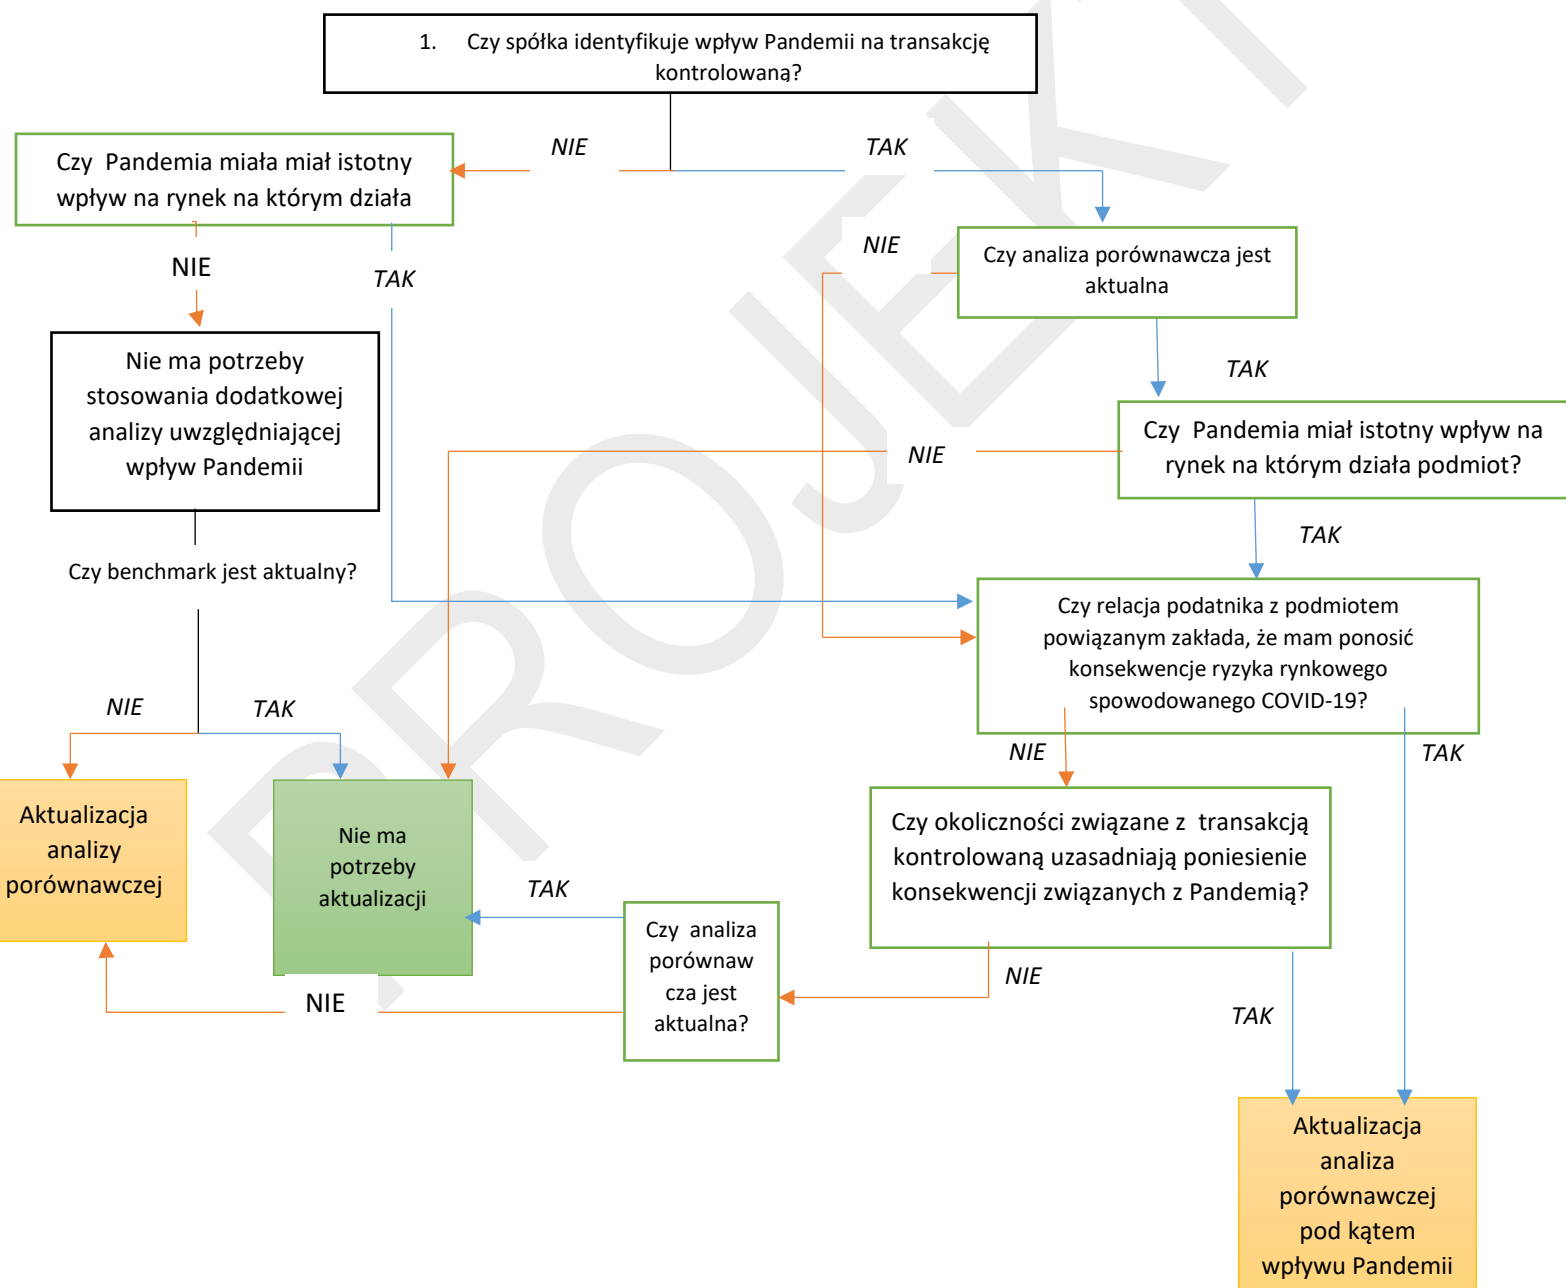 1. Czy spółka identyfikuje wpływ Pandemii na transakcję
kontrolowaną?
NIE
TAK
Czy Pandemia miała miał istotny
wpływ na rynek na którym działa
NIE
Czy analiza porównawcza jest
aktualna
NIE
TAK
Nie ma potrzeby
stosowania dodatkowej
analizy uwzględniającej
wpływ Pandemii
TAK
Czy Pandemia miał istotny wpływ na
rynek na którym działa podmiot?
NIE
TAK
Czy benchmark jest aktualny?
Czy relacja podatnika z podmiotem
powiązanym zakłada, że mam ponosić
konsekwencje ryzyka rynkowego
spowodowanego COVID-19?
NIE
TAK
NIE
TAK
Aktualizacja
analizy
porównawczej
Nie ma
potrzeby
aktualizacji
Czy okoliczności związane z transakcją
kontrolowaną uzasadniają poniesienie
konsekwencji związanych z Pandemią?
TAK
Czy analiza
porównaw
cza jest
aktualna?
NIE
NIE
TAK
Aktualizacja
analiza
porównawczej
pod kątem
wpływu Pandemii
PROJEKT